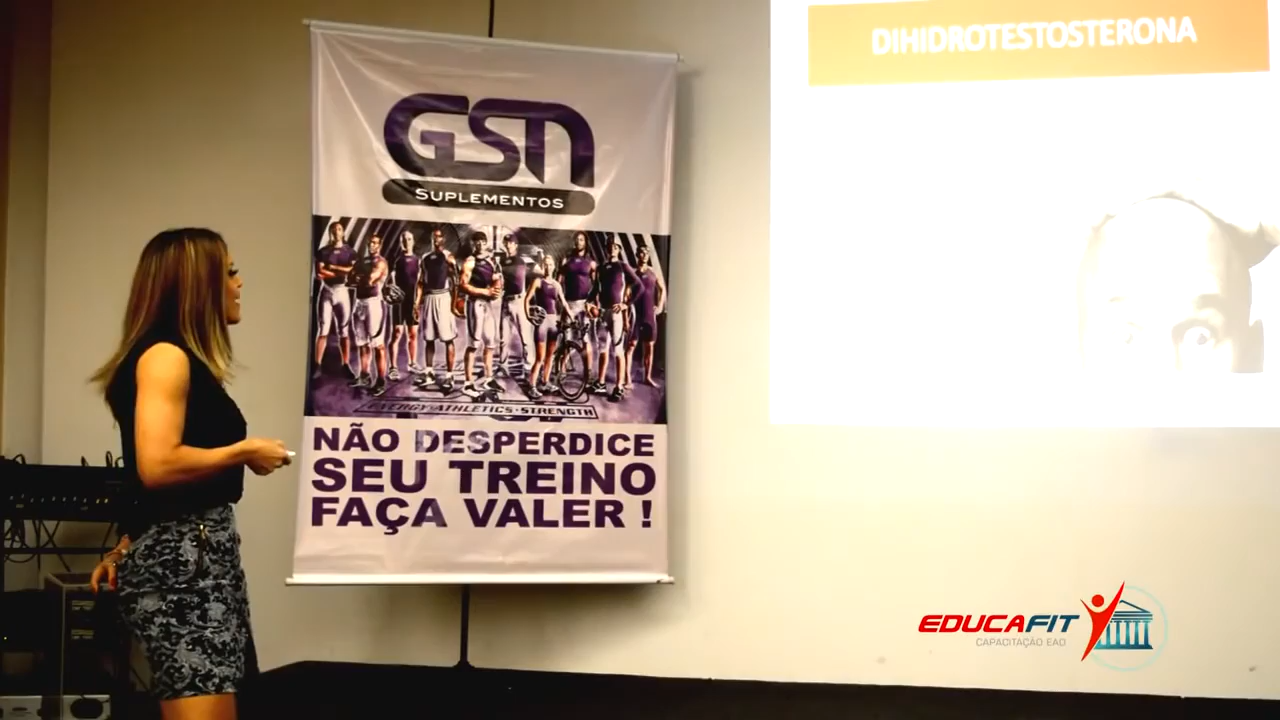 DIHIDROTESTOSTERONA
GSN
SUPLEMENTOS
ENERGY·ATHLETICS·STRENGTH
NÃO DESPERDICE
SEU TREINO
FAÇA VALER !
EDUCAFIT
CAPACITAÇÃO EAD